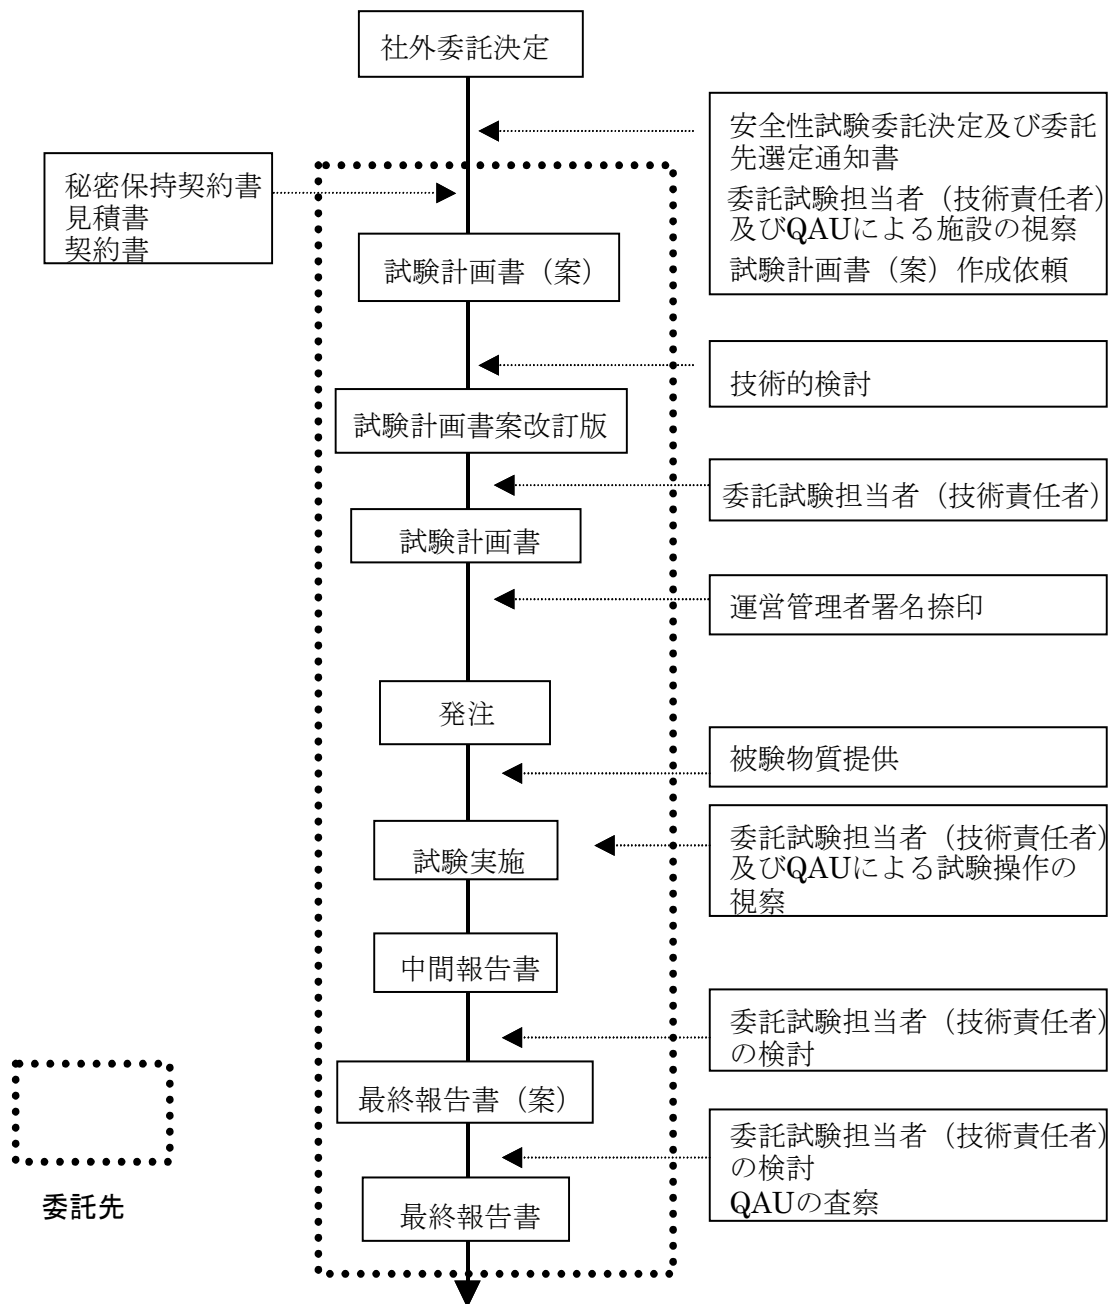 社外委託決定
安全性試験委託決定及び委託
先選定通知書
委託試験担当者（技術責任者）
及びQAUによる施設の視察
試験計画書（案）作成依頼
秘密保持契約書
見積書
契約書
試験計画書（案）
技術的検討
試験計画書案改訂版
委託試験担当者（技術責任者）
試験計画書
運営管理者署名捺印
発注
被験物質提供
試験実施
委託試験担当者（技術責任者）
及びQAUによる試験操作の
視察
中間報告書
委託試験担当者（技術責任者）
の検討
最終報告書（案）
委託試験担当者（技術責任者）
の検討
QAUの査察
最終報告書
委託先